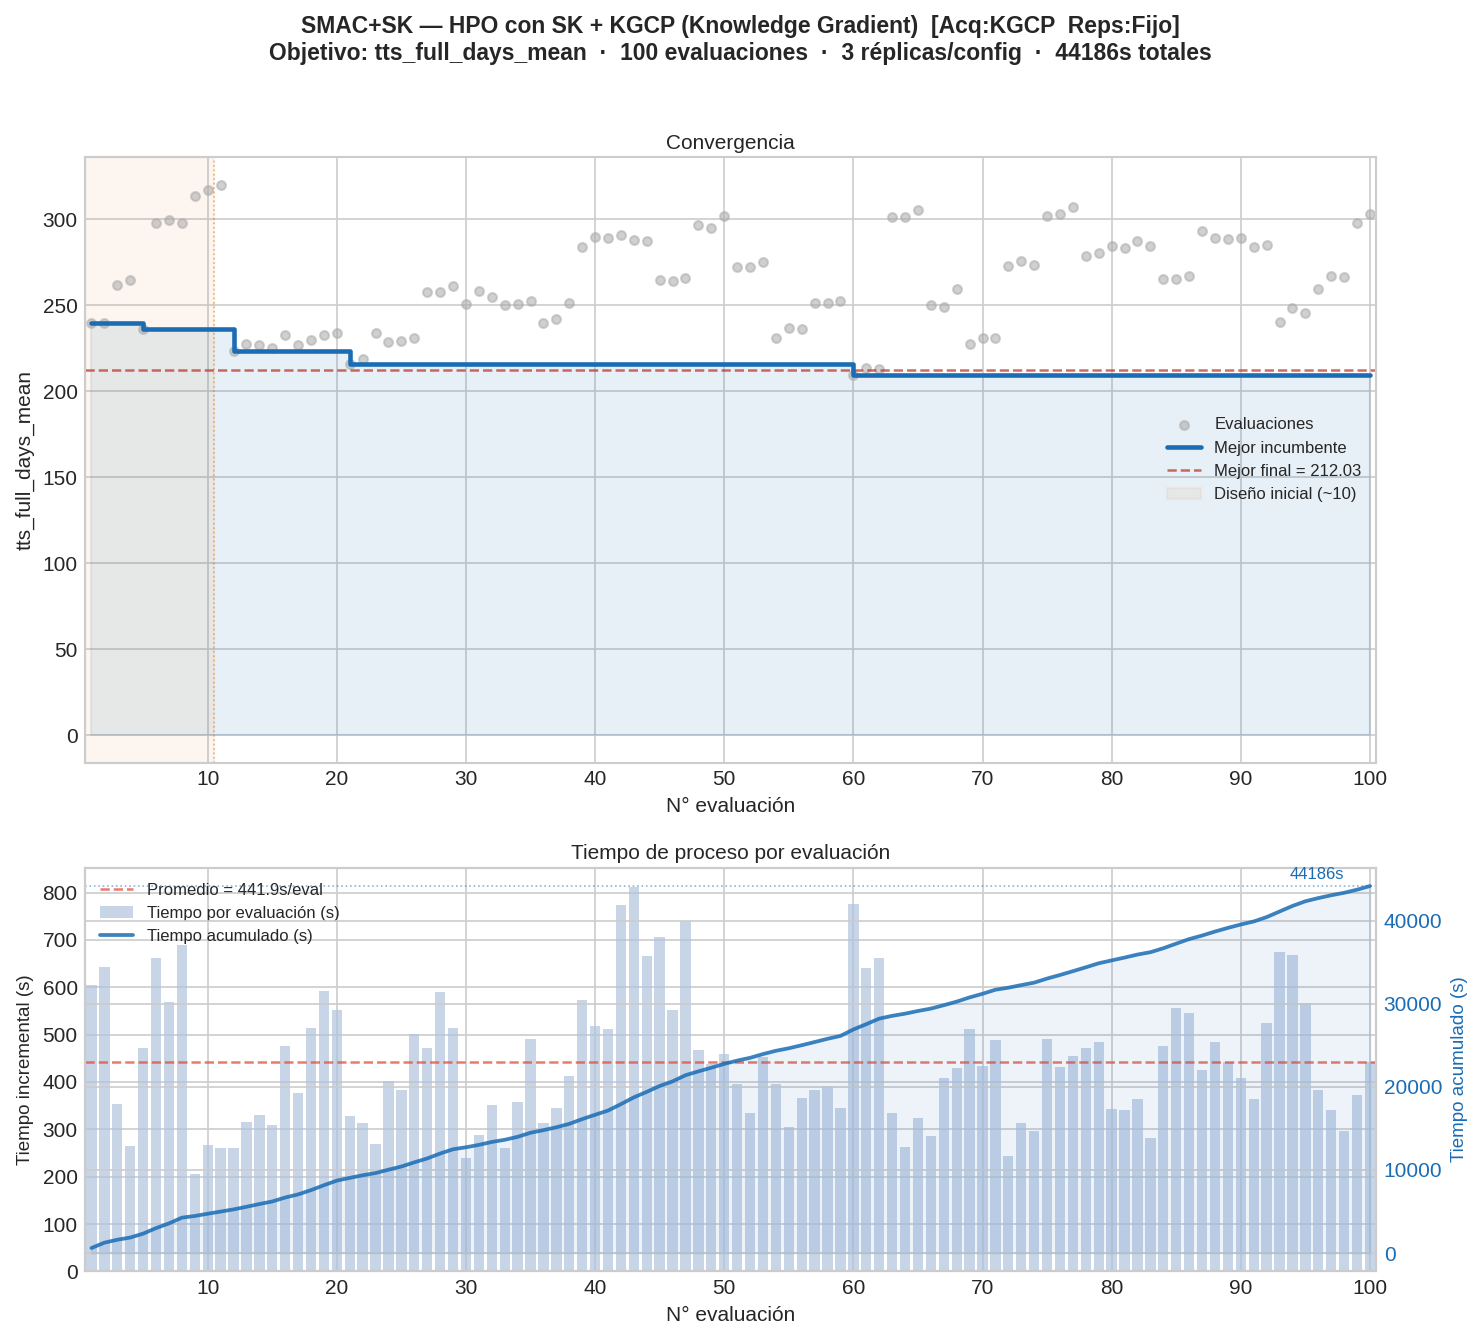 SMAC+SK — HPO con SK + KGCP (Knowledge Gradient)  [Acq:KGCP  Reps:Fijo]
Objetivo: tts_full_days_mean  ·  100 evaluaciones  ·  3 réplicas/config  ·  44186s totales
Convergencia
300
250
200
150
100
50
0
tts_full_days_mean
Evaluaciones
Mejor incumbente
Mejor final = 212.03
Diseño inicial (~10)
10 20 30 40 50 60 70 80 90 100
N° evaluación
Tiempo de proceso por evaluación
44186s
Promedio = 441.9s/eval
Tiempo por evaluación (s)
Tiempo acumulado (s)
800
700
600
500
400
300
200
100
0
Tiempo incremental (s)
40000
30000
20000
10000
0
Tiempo acumulado (s)
10 20 30 40 50 60 70 80 90 100
N° evaluación